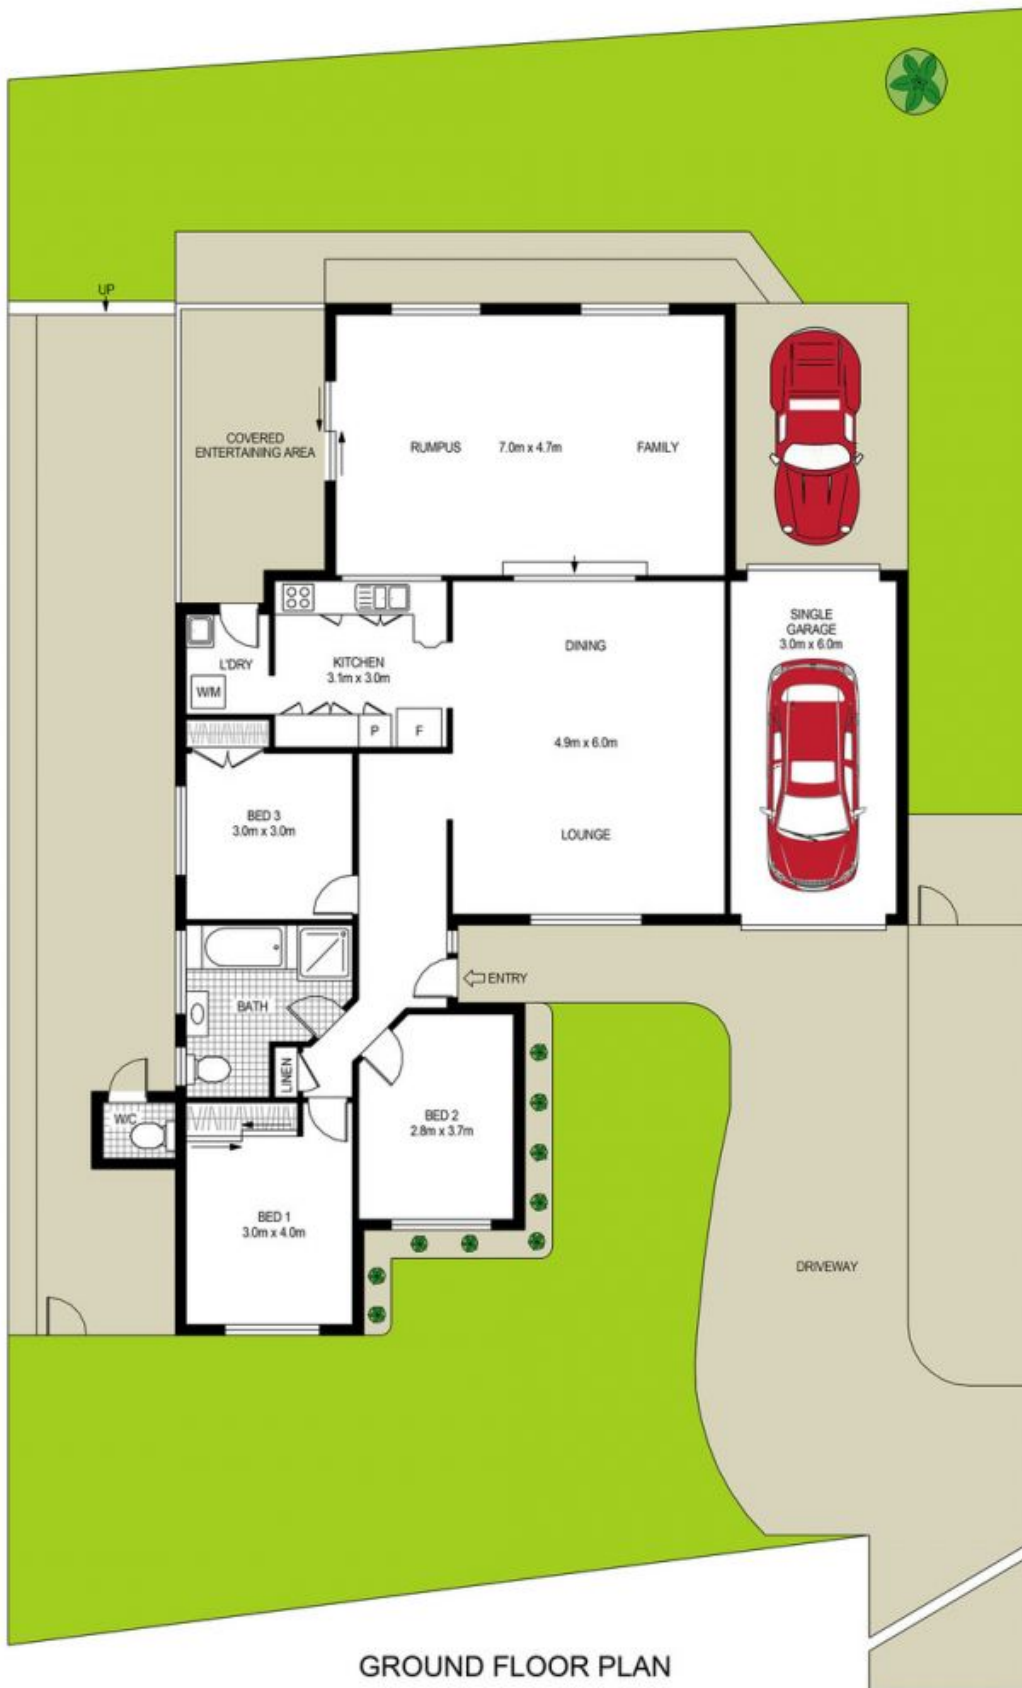 UP
COVERED
ENTERTAINING AREA
RUMPUS 7.0m x 4.7m FAMILY
SINGLE
GARAGE
3.0m x 6.0m
DINING
L'DRY
KITCHEN
3.1m x 3.0m
W/M
P F
4.9m x 6.0m
BED 3
3.0m x 3.0m
LOUNGE
ENTRY
BATH
LINEN
W/C
BED 2
2.8m x 3.7m
BED 1
3.0m x 4.0m
DRIVEWAY
GROUND FLOOR PLAN